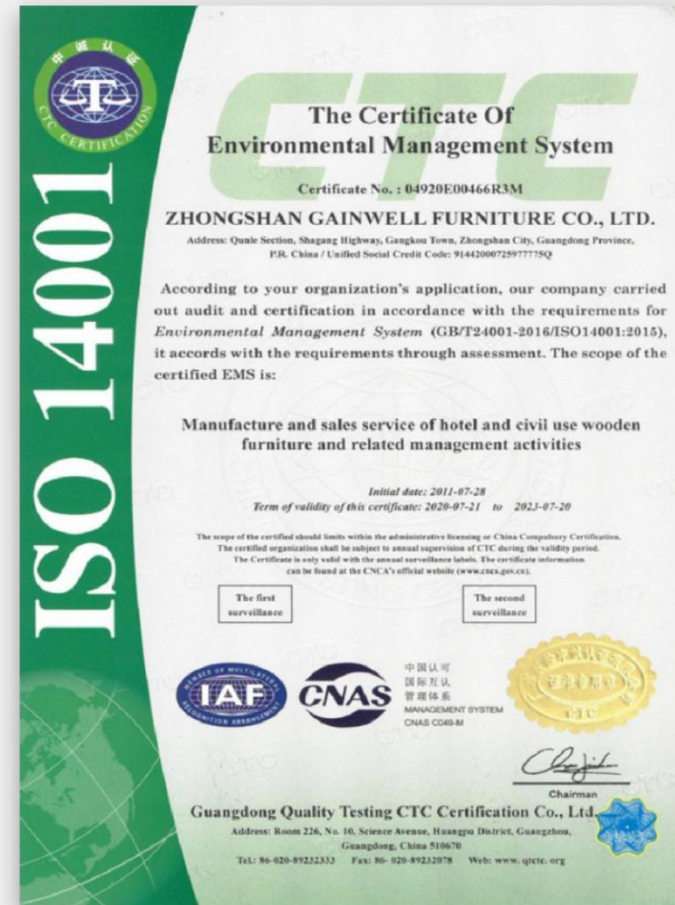 中诚认证
CTC CERTIFICATION
ISO 14001
CTC
The Certificate Of
Environmental Management System
Certificate No. : 04920E00466R3M
ZHONGSHAN GAINWELL FURNITURE CO., LTD.
Address: Qunle Section, Shagang Highway, Gangkou Town, Zhongshan City, Guangdong Province,
P.R. China / Unified Social Credit Code: 91442000725977775Q
According to your organization's application, our company carried
out audit and certification in accordance with the requirements for
Environmental Management System (GB/T24001-2016/ISO14001:2015),
it accords with the requirements through assessment. The scope of the
certified EMS is:
Manufacture and sales service of hotel and civil use wooden
furniture and related management activities
Initial date: 2011-07-28
Term of validity of this certificate: 2020-07-21 to 2023-07-20
The scope of the certified should limits within the administrative licensing or China Compulsory Certification.
The certified organization shall be subject to annual supervision of CTC during the validity period.
The Certificate is only valid with the annual surveillance labels. The certificate information
can be found at the CNCA's official website (www.cnca.gov.cn).
The first
surveillance
The second
surveillance
MEMBER OF MULTILATERAL
IAF
RECOGNITION ARRANGEMENT
CNAS
中国认可
国际互认
管理体系
MANAGEMENT SYSTEM
CNAS C049-M
CTC
Chairman
Guangdong Quality Testing CTC Certification Co., Ltd.
Address: Room 226, No. 10, Science Avenue, Huangpu District, Guangzhou,
Guangdong, China 510670
Tel.: 86-020-89232333 Fax: 86- 020-89232078 Web: www. qtctc. org